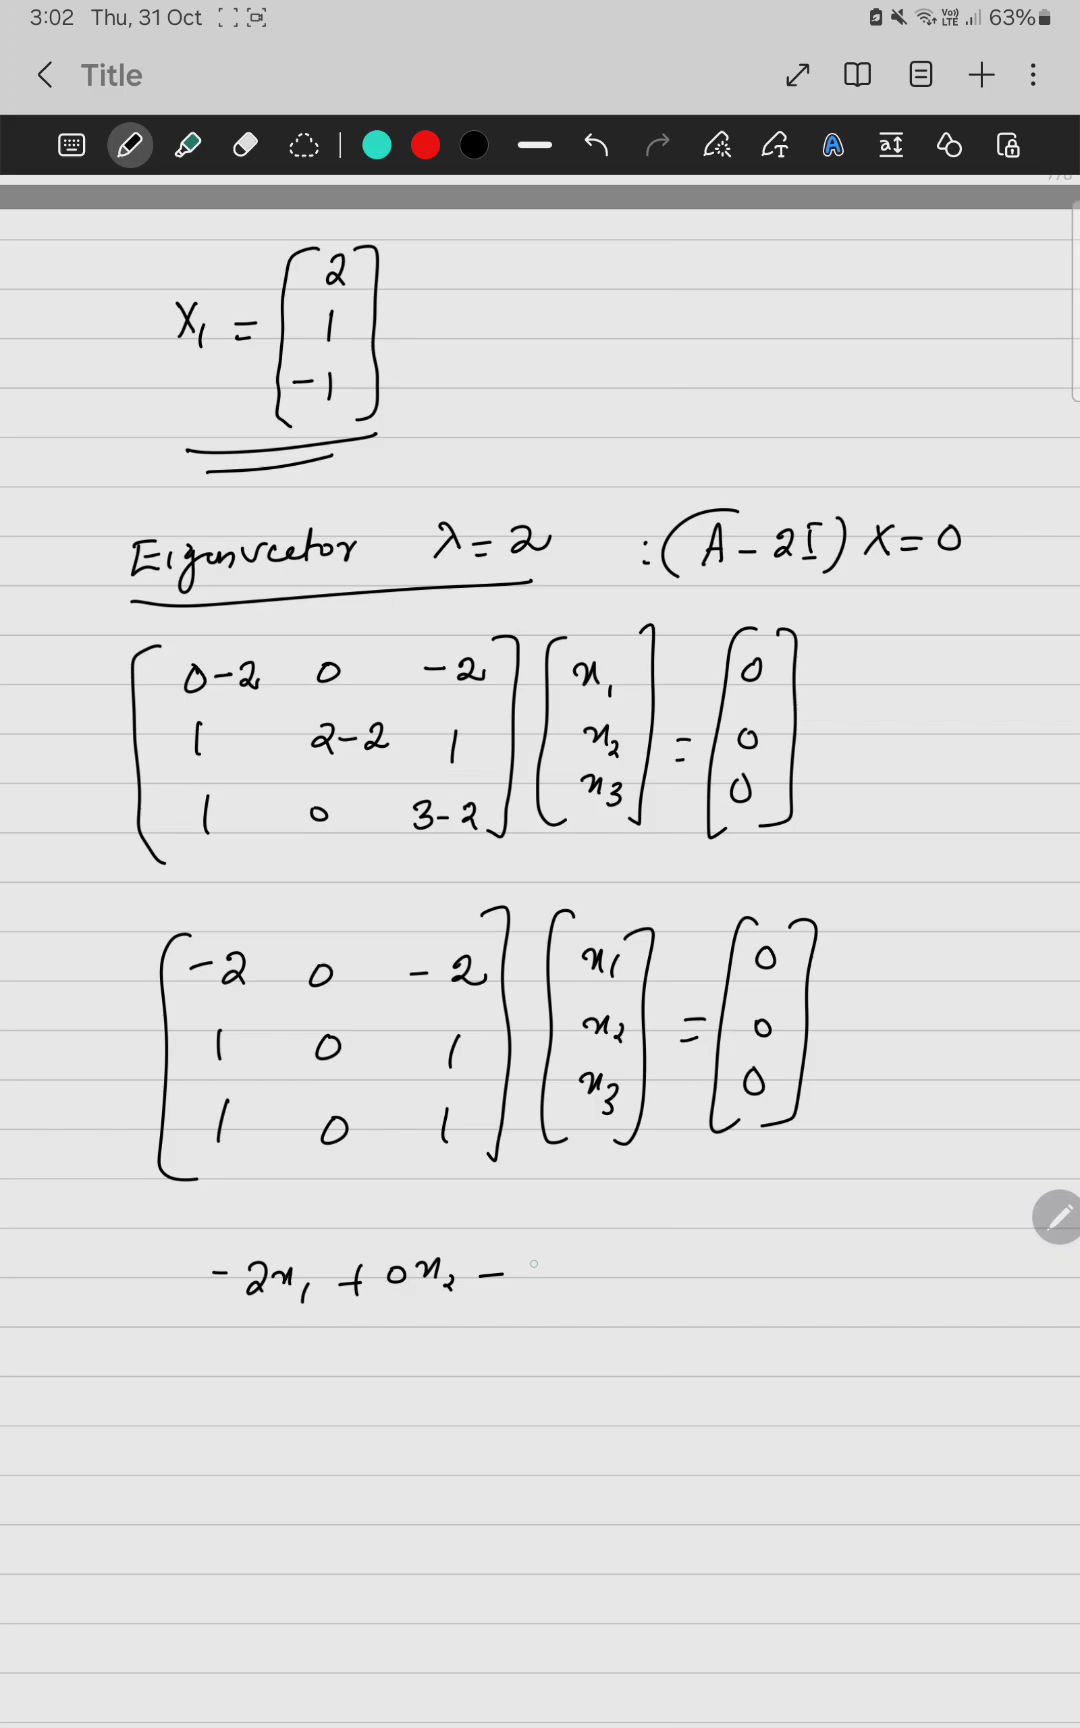 3:02 Thu, 31 Oct 63%
Title
X₁ = [2
1
-1]
Eigenvector λ = 2 : (A - 2I) X = 0
[0-2 0 -2] [x₁] = [0]
[1 2-2 1] [x₂] [0]
[1 0 3-2] [x₃] [0]
[-2 0 -2] [x₁] = [0]
[1 0 1] [x₂] [0]
[1 0 1] [x₃] [0]
-2x₁ + 0x₂ -